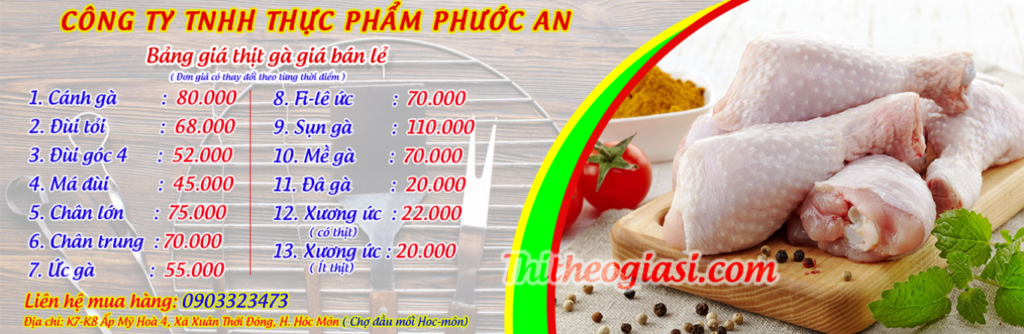 CÔNG TY TNHH THỰC PHẨM PHƯỚC AN
Bảng giá thịt gà giá bán lẻ
( Đơn giá có thay đổi theo từng thời điểm )
1. Cánh gà : 80.000
2. Đùi tỏi : 68.000
3. Đùi góc 4 : 52.000
4. Má đùi : 45.000
5. Chân lớn : 75.000
6. Chân trung : 70.000
7. Ức gà : 55.000
8. Fi-lê ức : 70.000
9. Sụn gà : 110.000
10. Mề gà : 70.000
11. Đầ gà : 20.000
12. Xương ức : 22.000
( có thịt)
13. Xương ức : 20.000
( Ít thịt)
Liên hệ mua hàng: 0903323473
Địa chỉ: K7-K8 Ấp Mỹ Hoà 4, Xã Xuân Thới Đông, H. Hóc Môn ( Chợ đầu mối Hoc-môn)
Thitheogiasi.com